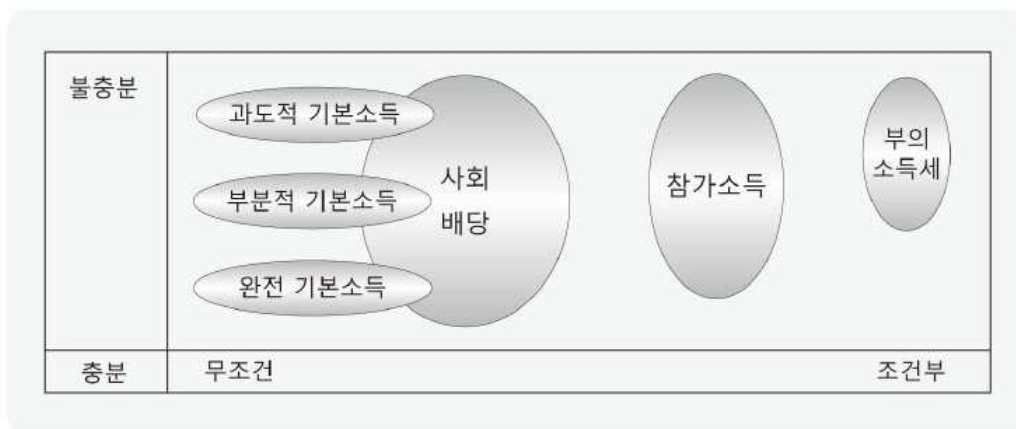 불충분
과도적 기본소득
부분적 기본소득
완전 기본소득
사회
배당
참가소득
부의
소득세
충분
무조건
조건부